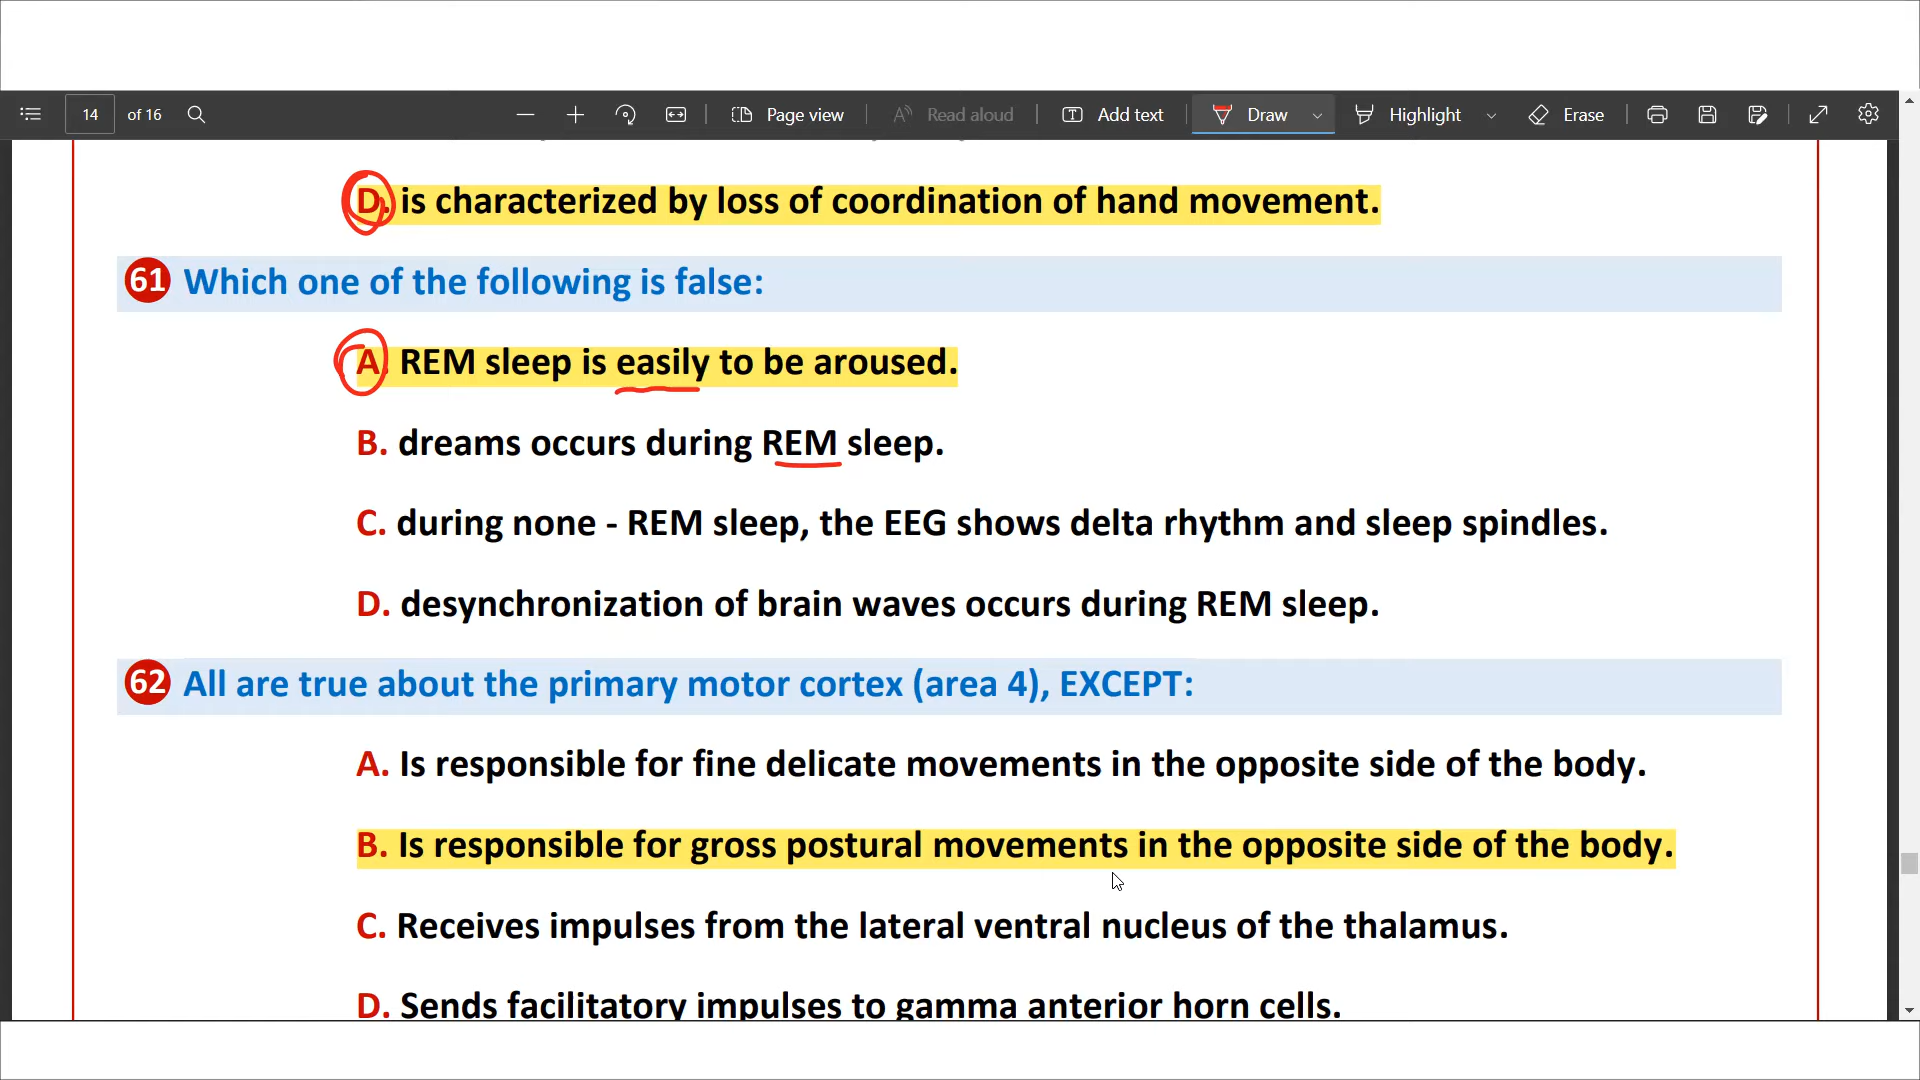 14 of 16 Page view Read aloud Add text Draw Highlight Erase
D. is characterized by loss of coordination of hand movement.
61 Which one of the following is false:
A. REM sleep is easily to be aroused.
B. dreams occurs during REM sleep.
C. during none - REM sleep, the EEG shows delta rhythm and sleep spindles.
D. desynchronization of brain waves occurs during REM sleep.
62 All are true about the primary motor cortex (area 4), EXCEPT:
A. Is responsible for fine delicate movements in the opposite side of the body.
B. Is responsible for gross postural movements in the opposite side of the body.
C. Receives impulses from the lateral ventral nucleus of the thalamus.
D. Sends facilitatory impulses to gamma anterior horn cells.